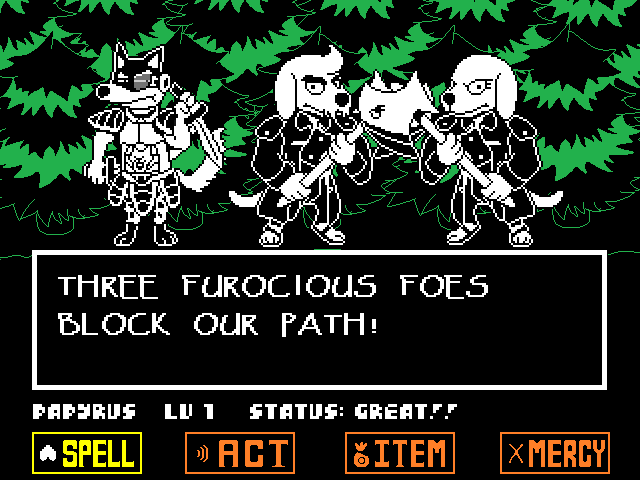 THREE FUROCIOUS FOES
BLOCK OUR PATH!
PAPYRUS LV 1 STATUS: GREAT!!
SPELL ACT ITEM MERCY